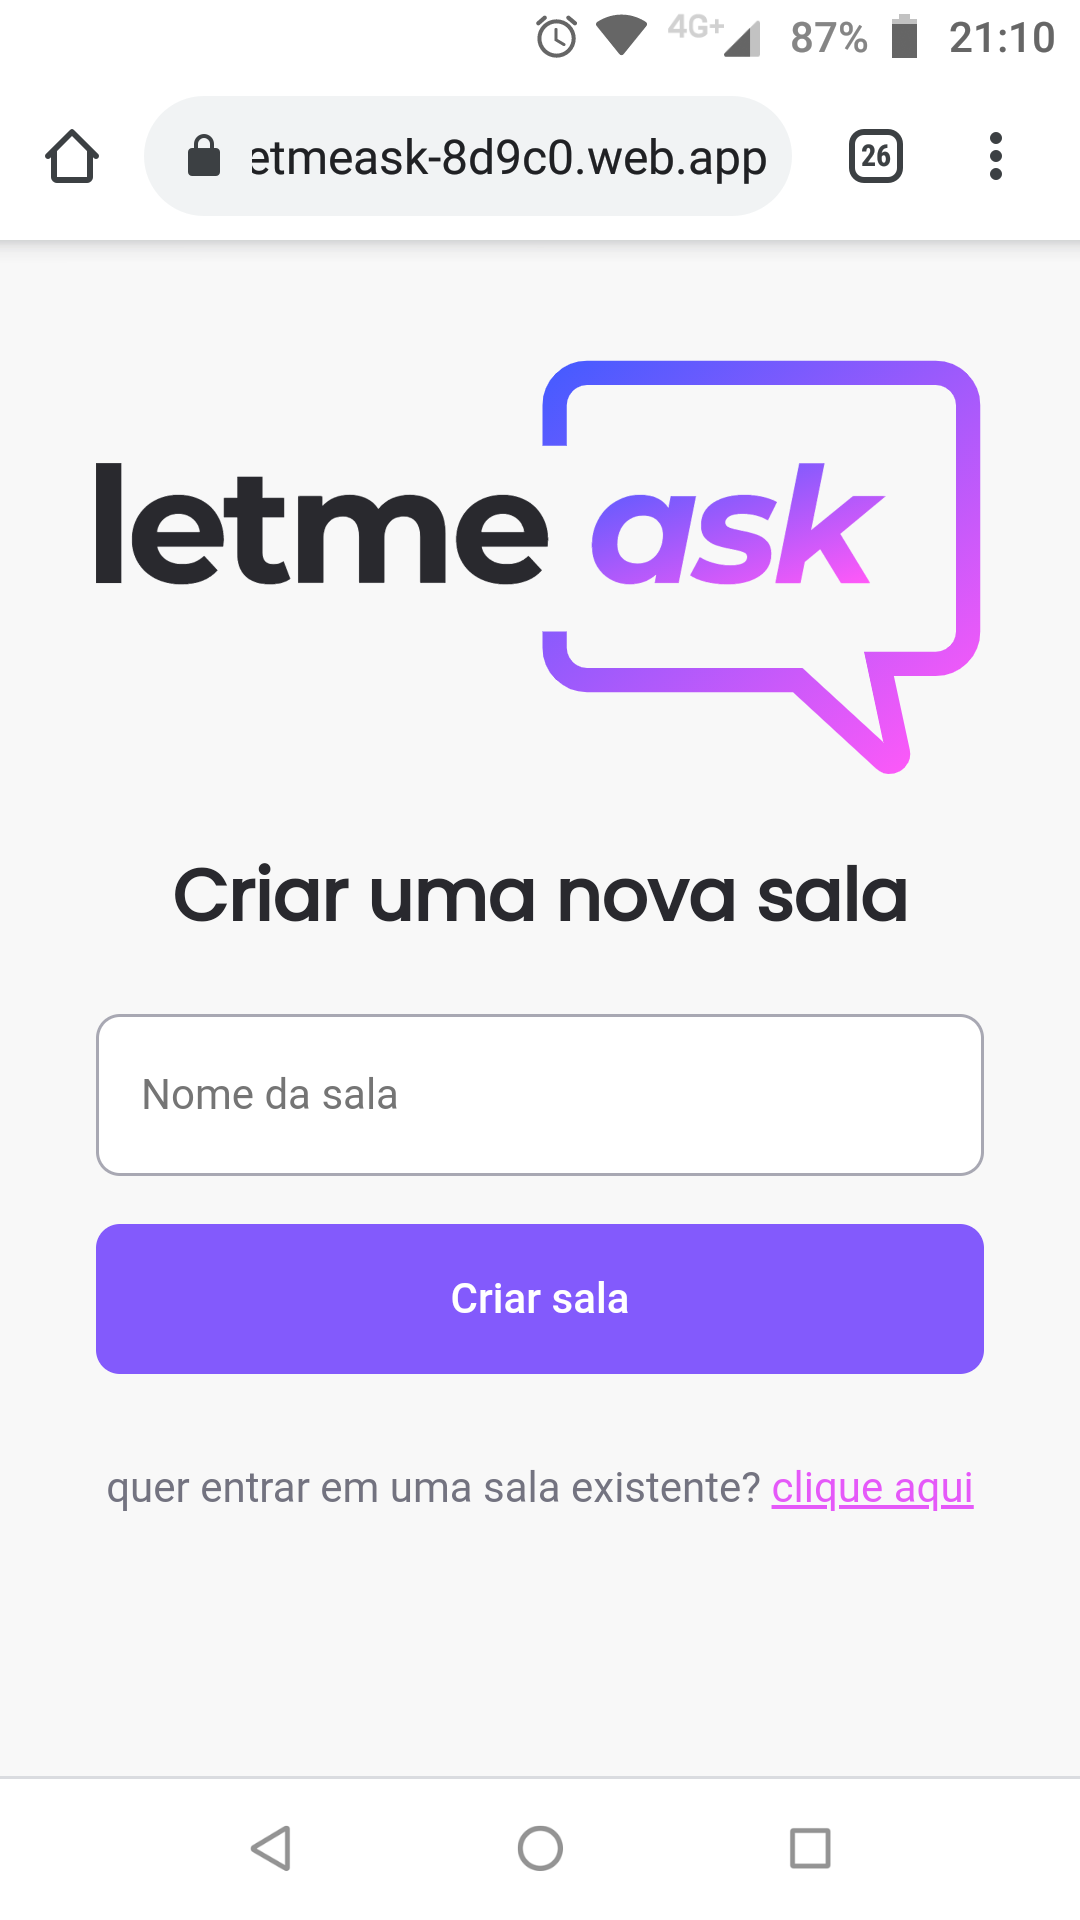 4G+ 87% 21:10
etmeask-8d9c0.web.app 26
letme ask
Criar uma nova sala
Nome da sala
Criar sala
quer entrar em uma sala existente? clique aqui